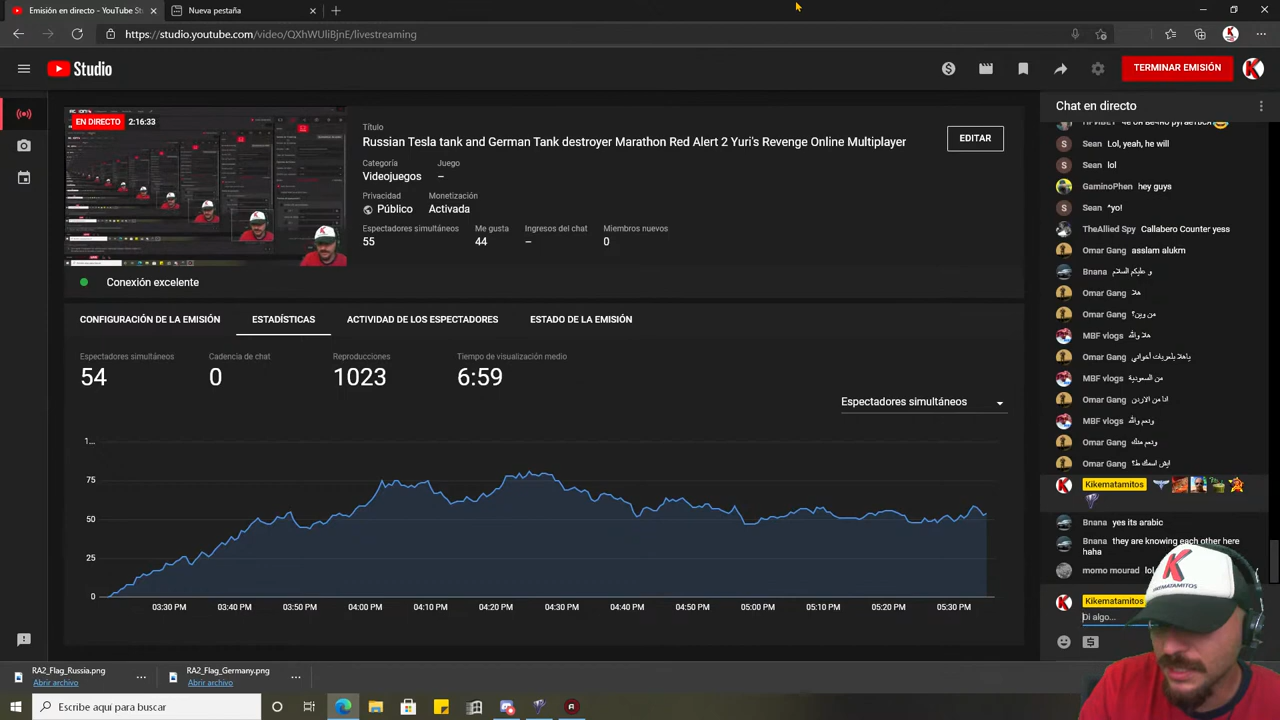 Emisión en directo - YouTube Stu
Nueva pestaña
https://studio.youtube.com/video/QXhWUliBjnE/livestreaming
Studio
TERMINAR EMISIÓN
EN DIRECTO
2:16:33
Título
Russian Tesla tank and German Tank destroyer Marathon Red Alert 2 Yuri's Revenge Online Multiplayer
EDITAR
Categoría
Juego
Videojuegos
–
Privacidad
Monetización
Público
Activada
Espectadores simultáneos
Me gusta
Ingresos del chat
Miembros nuevos
55
44
–
0
Conexión excelente
CONFIGURACIÓN DE LA EMISIÓN
ESTADÍSTICAS
ACTIVIDAD DE LOS ESPECTADORES
ESTADO DE LA EMISIÓN
Espectadores simultáneos
Cadencia de chat
Reproducciones
Tiempo de visualización medio
54
0
1023
6:59
Espectadores simultáneos
1...
75
50
25
0
03:30 PM
03:40 PM
03:50 PM
04:00 PM
04:10 PM
04:20 PM
04:30 PM
04:40 PM
04:50 PM
05:00 PM
05:10 PM
05:20 PM
05:30 PM
Chat en directo
Sean Lol, yeah, he will
Sean lol
GaminoPhen hey guys
Sean ^yo!
TheAllied Spy Callabero Counter yess
Omar Gang asslam alukm
Bnana و عليكم السلام
Omar Gang هلا
Omar Gang من وين؟
MBF vlogs هلا والله
Omar Gang ياهلا بلعربات أخواني
MBF vlogs من السعودية
Omar Gang انا من الاردن
MBF vlogs ودعم والله
Omar Gang ودعم منك
Omar Gang ايش اسمك ط؟
Kikematamitos
Bnana yes its arabic
Bnana they are knowing each other here
haha
momo mourad lol
Kikematamitos
Di algo...
K
KIKEMATAMITOS
RA2_Flag_Russia.png
Abrir archivo
RA2_Flag_Germany.png
Abrir archivo
Escribe aquí para buscar